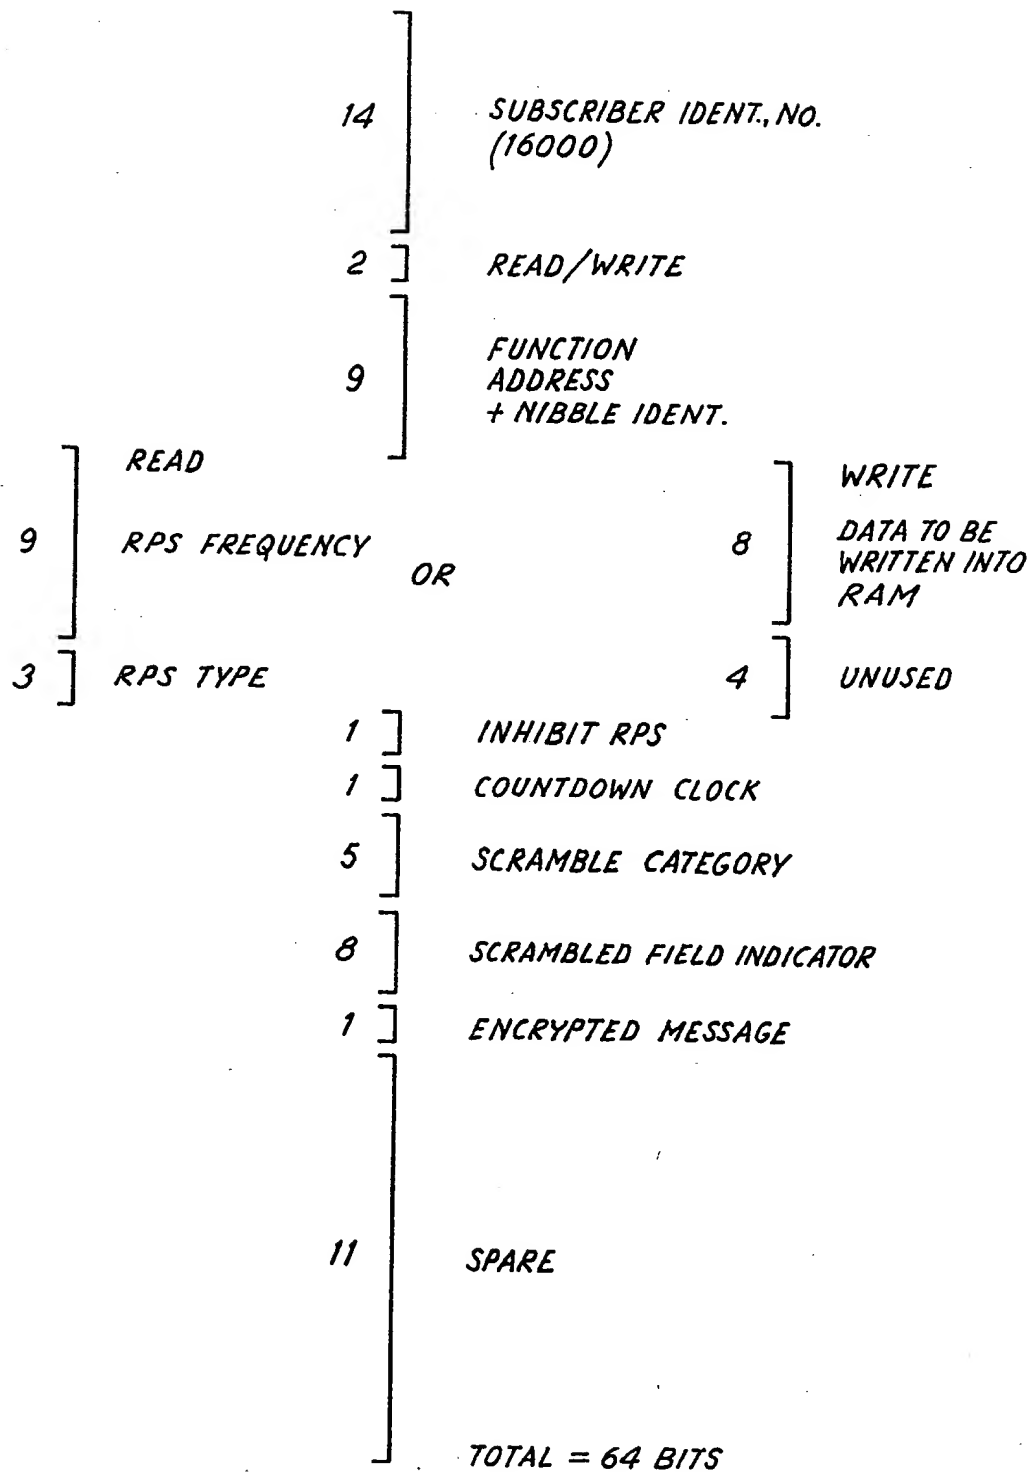 14
SUBSCRIBER IDENT., NO.
(16000)
2
READ/WRITE
9
FUNCTION
ADDRESS
+ NIBBLE IDENT.
READ
9
RPS FREQUENCY
3
RPS TYPE
OR
WRITE
8
DATA TO BE
WRITTEN INTO
RAM
4
UNUSED
1
INHIBIT RPS
1
COUNTDOWN CLOCK
5
SCRAMBLE CATEGORY
8
SCRAMBLED FIELD INDICATOR
1
ENCRYPTED MESSAGE
11
SPARE
TOTAL = 64 BITS